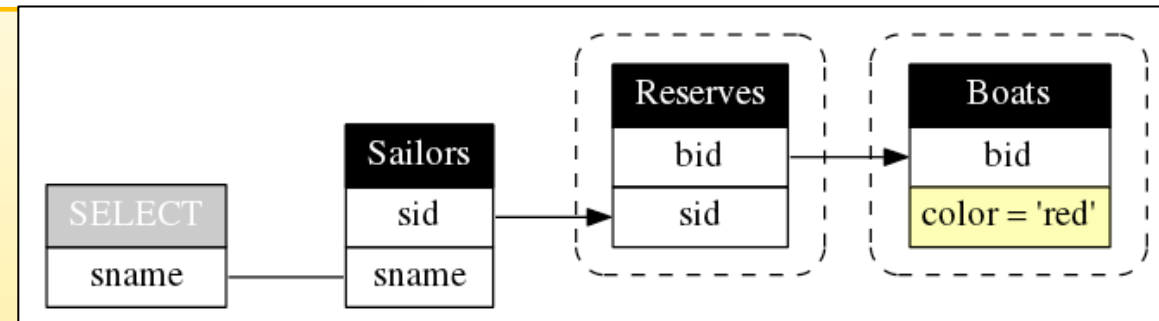 SELECT
sname
Sailors
sid
sname
Reserves
bid
sid
Boats
bid
color = 'red'